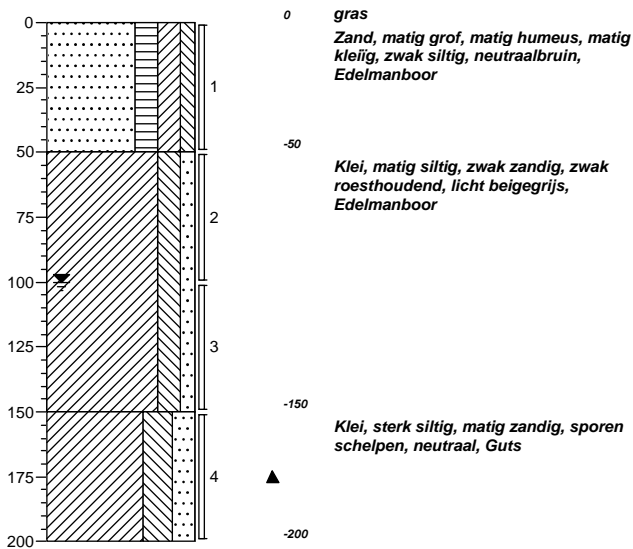 0
gras
0
Zand, matig grof, matig humeus, matig
kleiïg, zwak siltig, neutraalbruin,
Edelmanboor
25
1
50
-50
Klei, matig siltig, zwak zandig, zwak
roesthoudend, licht beigegrijs,
Edelmanboor
75
2
100
125
3
150
-150
Klei, sterk siltig, matig zandig, sporen
schelpen, neutraal, Guts
175
4
200
-200